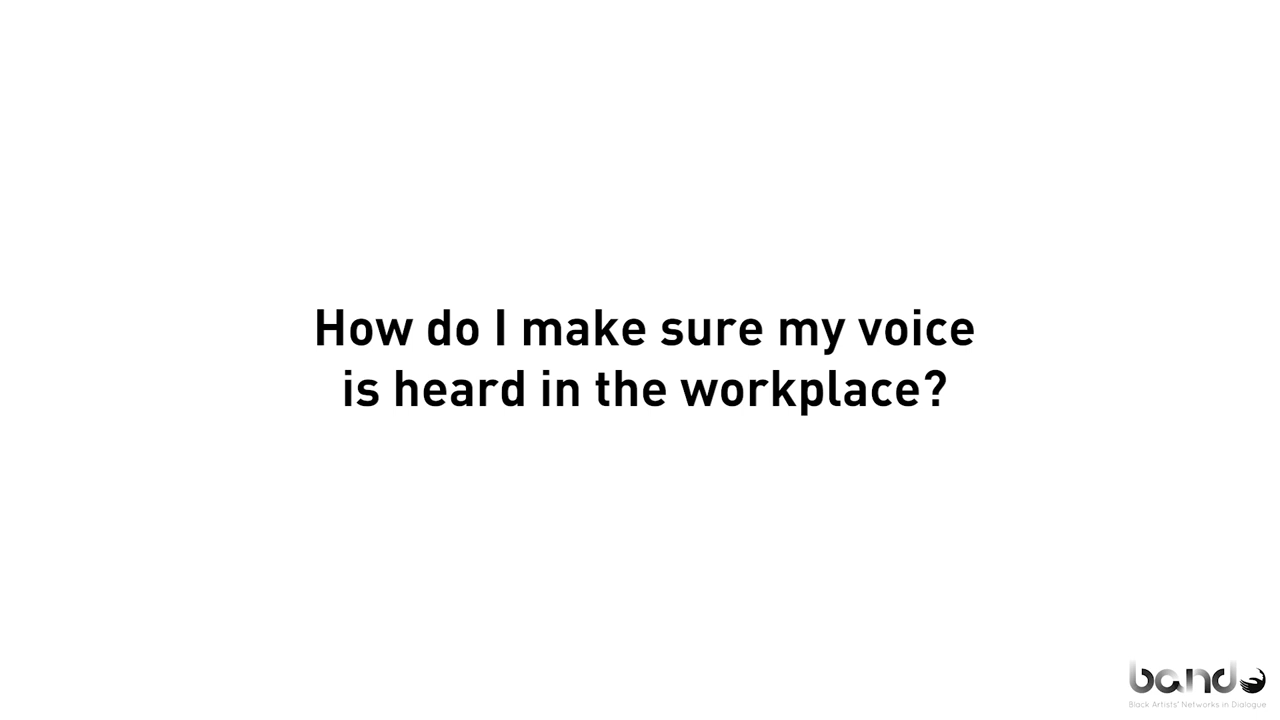 How do I make sure my voice
is heard in the workplace?
band
Black Artists' Networks in Dialogue